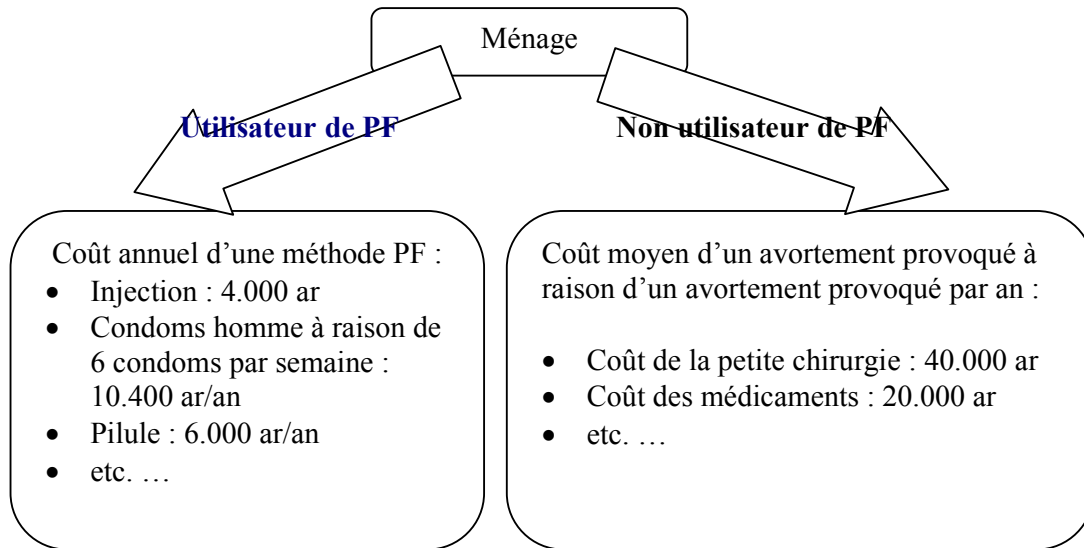 Ménage
Utilisateur de PF
Non utilisateur de PF
Coût annuel d’une méthode PF :
• Injection : 4.000 ar
• Condoms homme à raison de
6 condoms par semaine :
10.400 ar/an
• Pilule : 6.000 ar/an
• etc. …
Coût moyen d’un avortement provoqué à
raison d’un avortement provoqué par an :
• Coût de la petite chirurgie : 40.000 ar
• Coût des médicaments : 20.000 ar
• etc. …